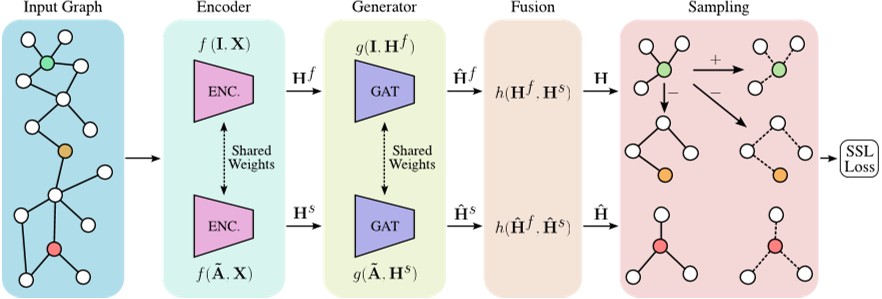 Input Graph
Encoder
Generator
Fusion
Sampling
f (I, X)
ENC.
Shared
Weights
ENC.
f(Ã, X)
H^f
H^s
g(I, H^f)
GAT
Shared
Weights
GAT
g(Ã, H^s)
Ĥ^f
Ĥ^s
h(H^f, H^s)
h(Ĥ^f, Ĥ^s)
H
Ĥ
+
−
−
SSL
Loss